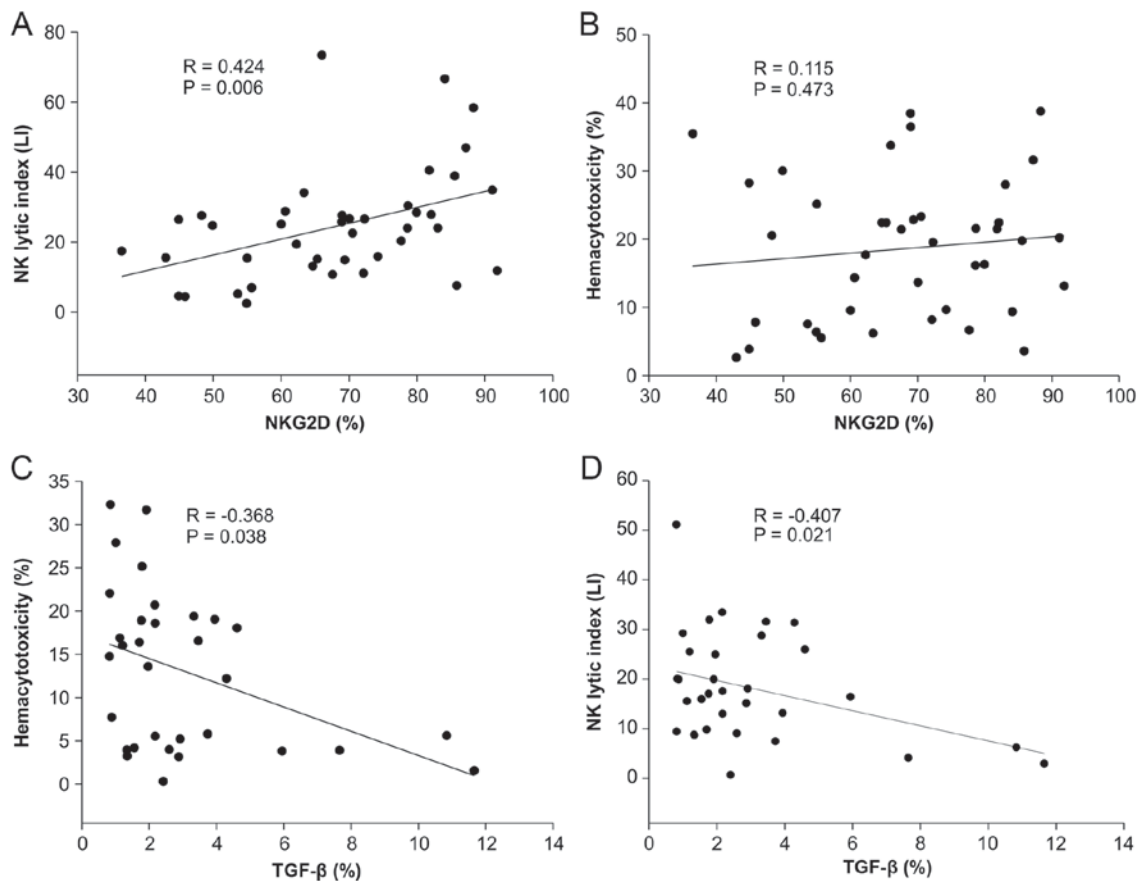 A
NK lytic index (LI)
80
60
40
20
0
R = 0.424
P = 0.006
30 40 50 60 70 80 90 100
NKG2D (%)
B
Hemacytotoxicity (%)
50
40
30
20
10
0
R = 0.115
P = 0.473
30 40 50 60 70 80 90 100
NKG2D (%)
C
Hemacytotoxicity (%)
35
30
25
20
15
10
5
0
R = -0.368
P = 0.038
0 2 4 6 8 10 12 14
TGF-β (%)
D
NK lytic index (LI)
60
50
40
30
20
10
0
R = -0.407
P = 0.021
0 2 4 6 8 10 12 14
TGF-β (%)